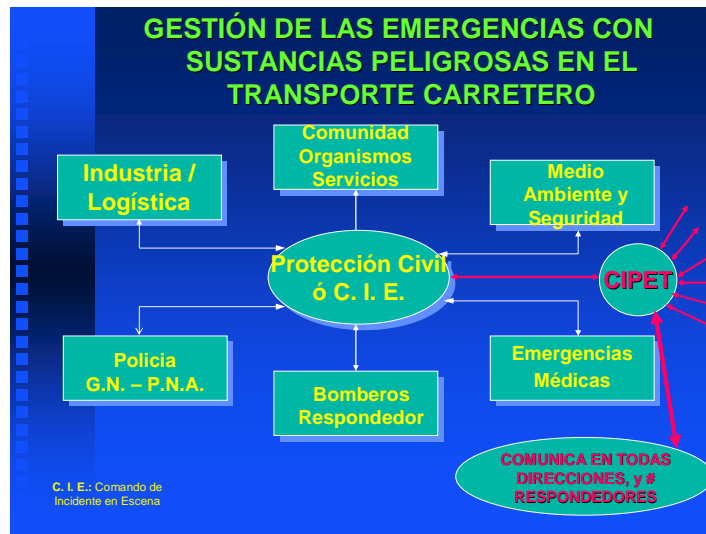 GESTIÓN DE LAS EMERGENCIAS CON
SUSTANCIAS PELIGROSAS EN EL
TRANSPORTE CARRETERO
Comunidad
Organismos
Servicios
Industria /
Logística
Medio
Ambiente y
Seguridad
Protección Civil
ó C. I. E.
CIPET
Policia
G.N. – P.N.A.
Bomberos
Respondedor
Emergencias
Médicas
COMUNICA EN TODAS
DIRECCIONES, y #
RESPONDEDORES
C. I. E.: Comando de
Incidente en Escena